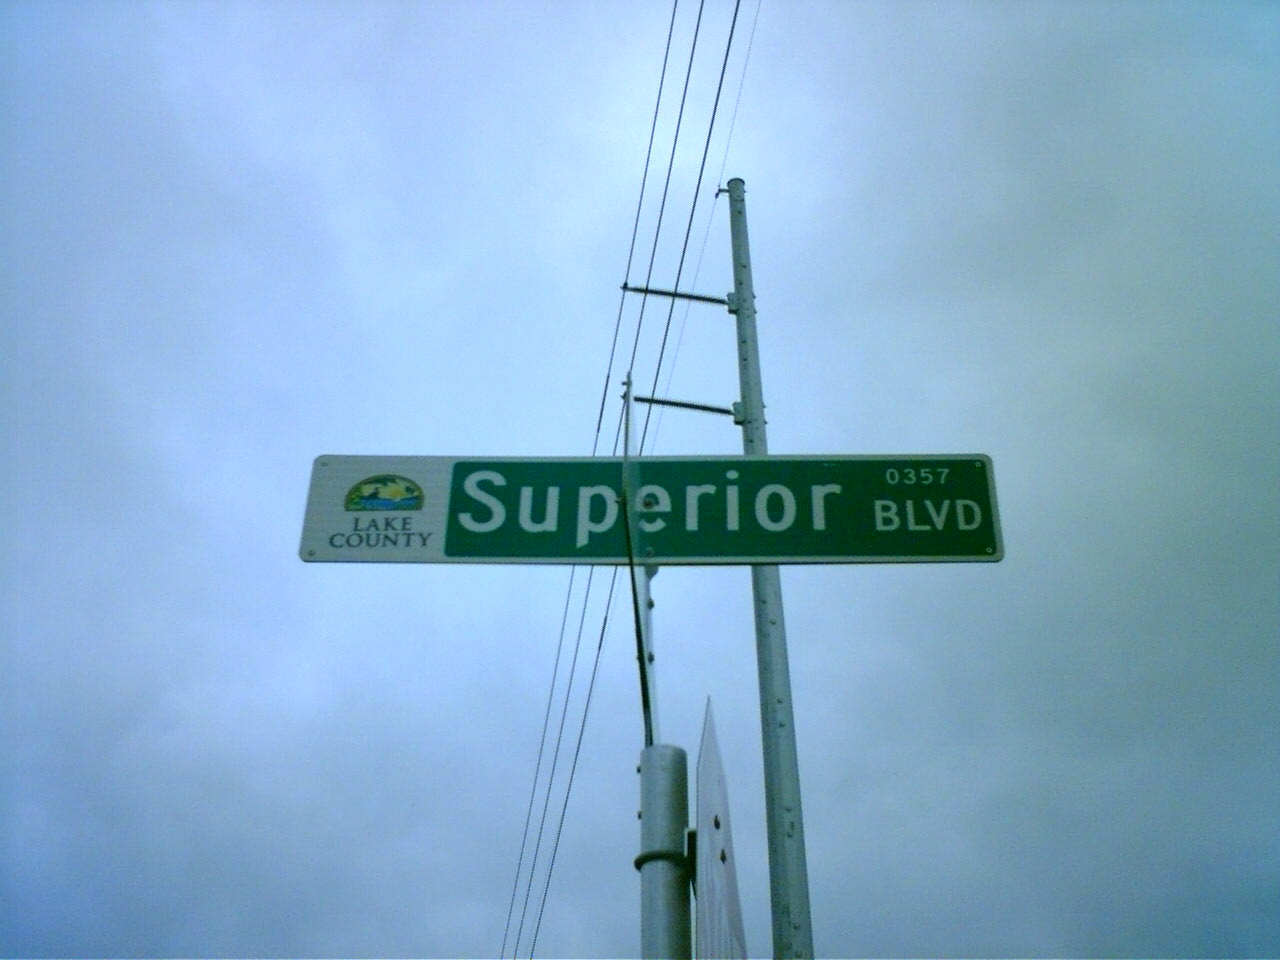 LAKE
COUNTY
Superior
0357
BLVD